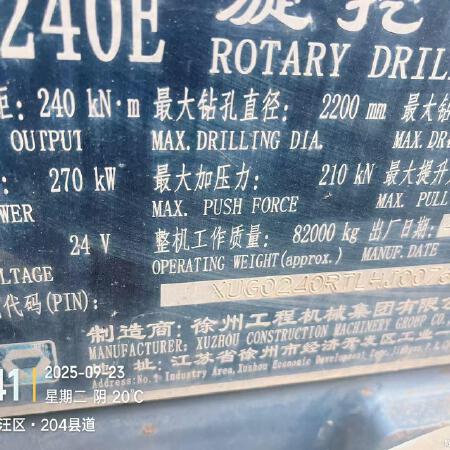 240E 旋挖
ROTARY DRILL
距: 240 kN·m 最大钻孔直径: 2200 mm 最大钻
OUTPUT MAX. DRILLING DIA. MAX. DR
: 270 kW 最大加压力: 210 kN 最大提升
WER MAX. PUSH FORCE MAX. PULL
24 V 整机工作质量: 82000 kg 出厂日期:
LTAGE OPERATING WEIGHT(approx.) MANUF. DATE
代码(PIN):
制造商: 徐州工程机械集团有限
MANUFACTURER: XUZHOU CONSTRUCTION MACHINERY GROUP CO.
址: 江苏省徐州市经济开发区工业
Address: No.1 Industry Area, Xuzhou Economic Development
41 2025-09-23
星期二 阴 20°C
汪区·204县道